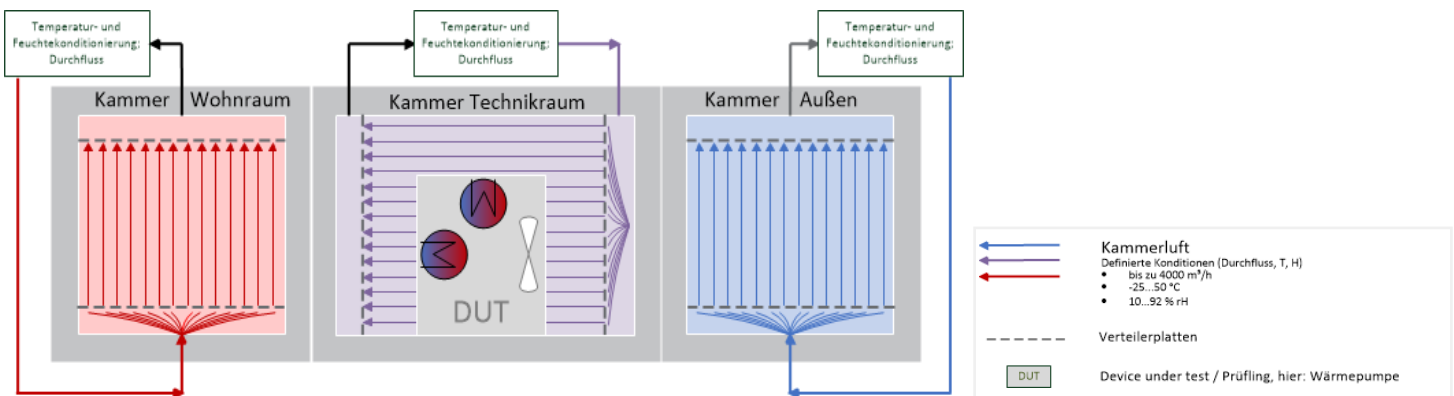 Temperatur- und
Feuchtekonditionierung;
Durchfluss
Temperatur- und
Feuchtekonditionierung;
Durchfluss
Temperatur- und
Feuchtekonditionierung;
Durchfluss
Kammer Wohnraum
Kammer Technikraum
Kammer Außen
DUT
Kammerluft
Definierte Konditionen (Durchfluss, T, H)
• bis zu 4000 m³/h
• -25...50 °C
• 10...92 % rH
Verteilerplatten
DUT
Device under test / Prüfling, hier: Wärmepumpe